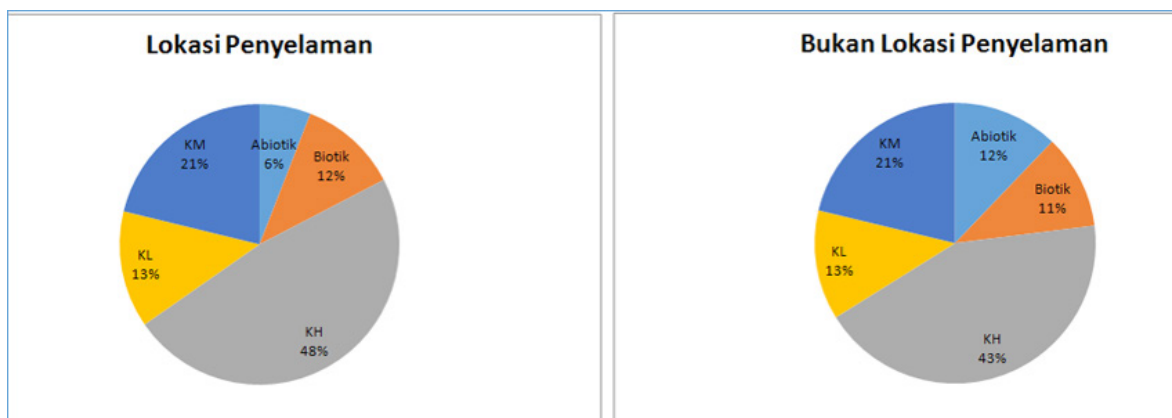 Lokasi Penyelaman
KM
21%
Abiotik
6%
Biotik
12%
KL
13%
KH
48%
Bukan Lokasi Penyelaman
KM
21%
Abiotik
12%
Biotik
11%
KL
13%
KH
43%